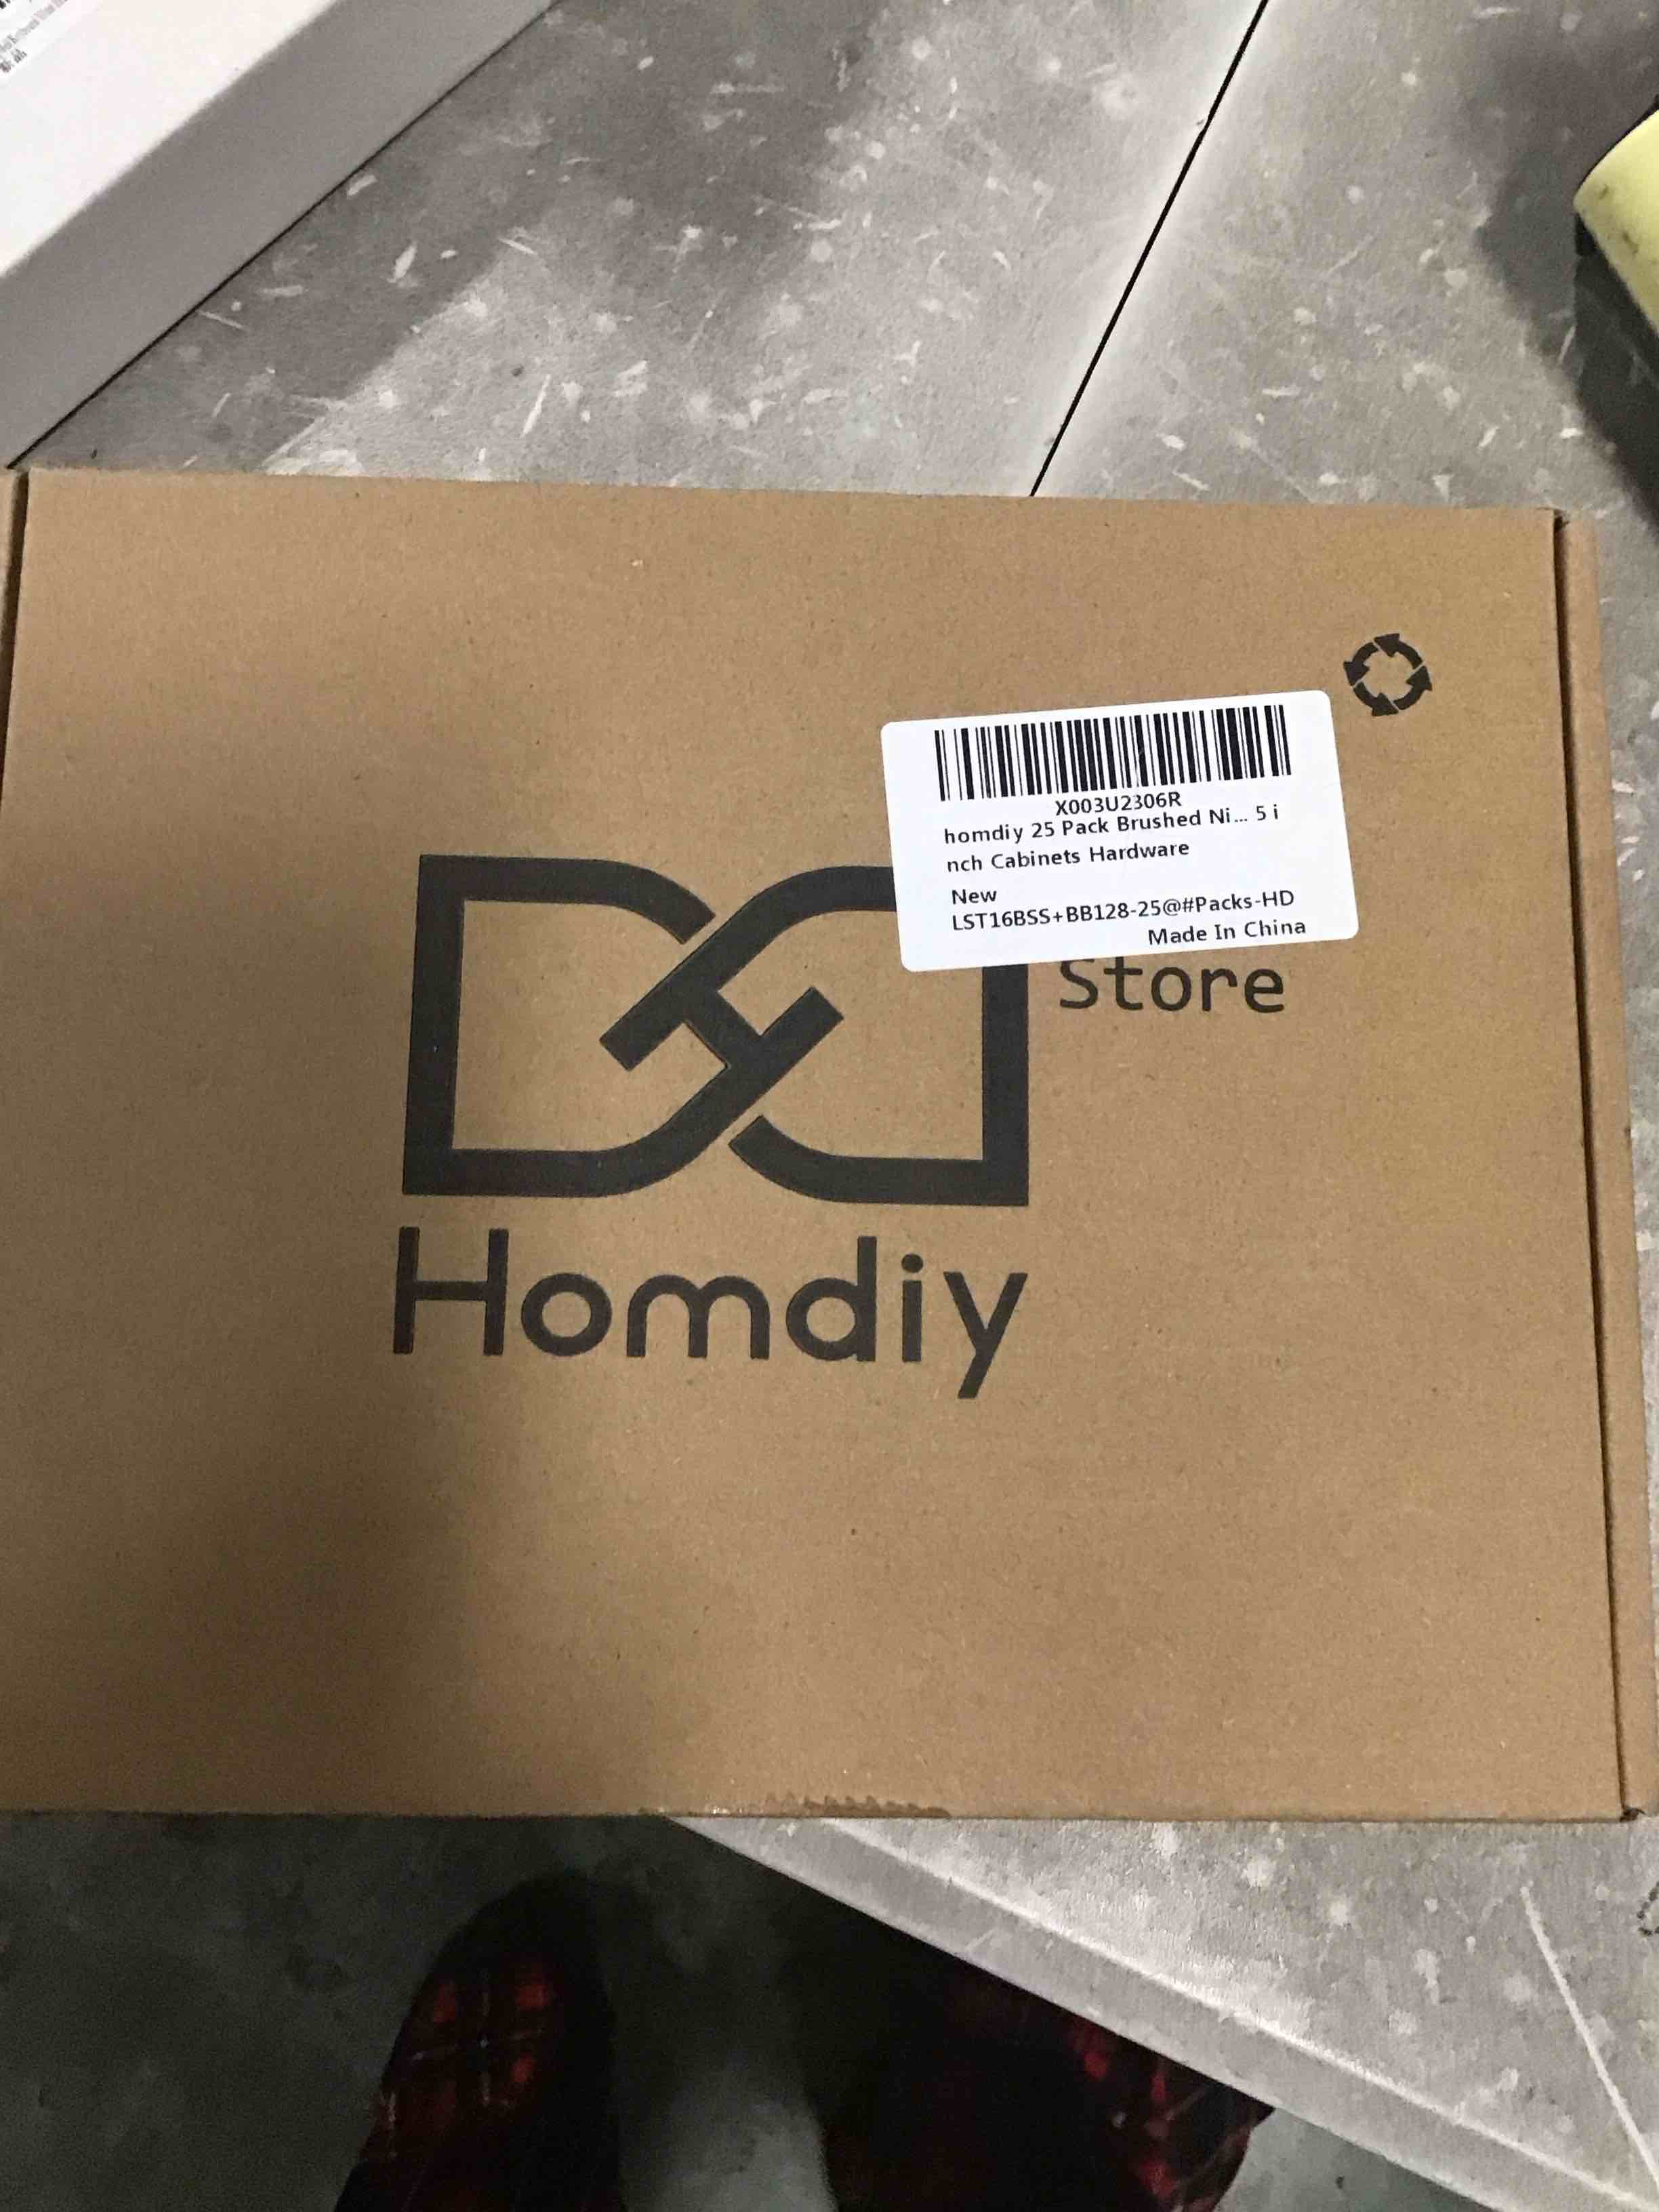 X003U2306R
homdiy 25 Pack Brushed Ni... 5 i
nch Cabinets Hardware
New
LST16BSS+BB128-25@#Packs-HD
Made In China
Store
Homdiy